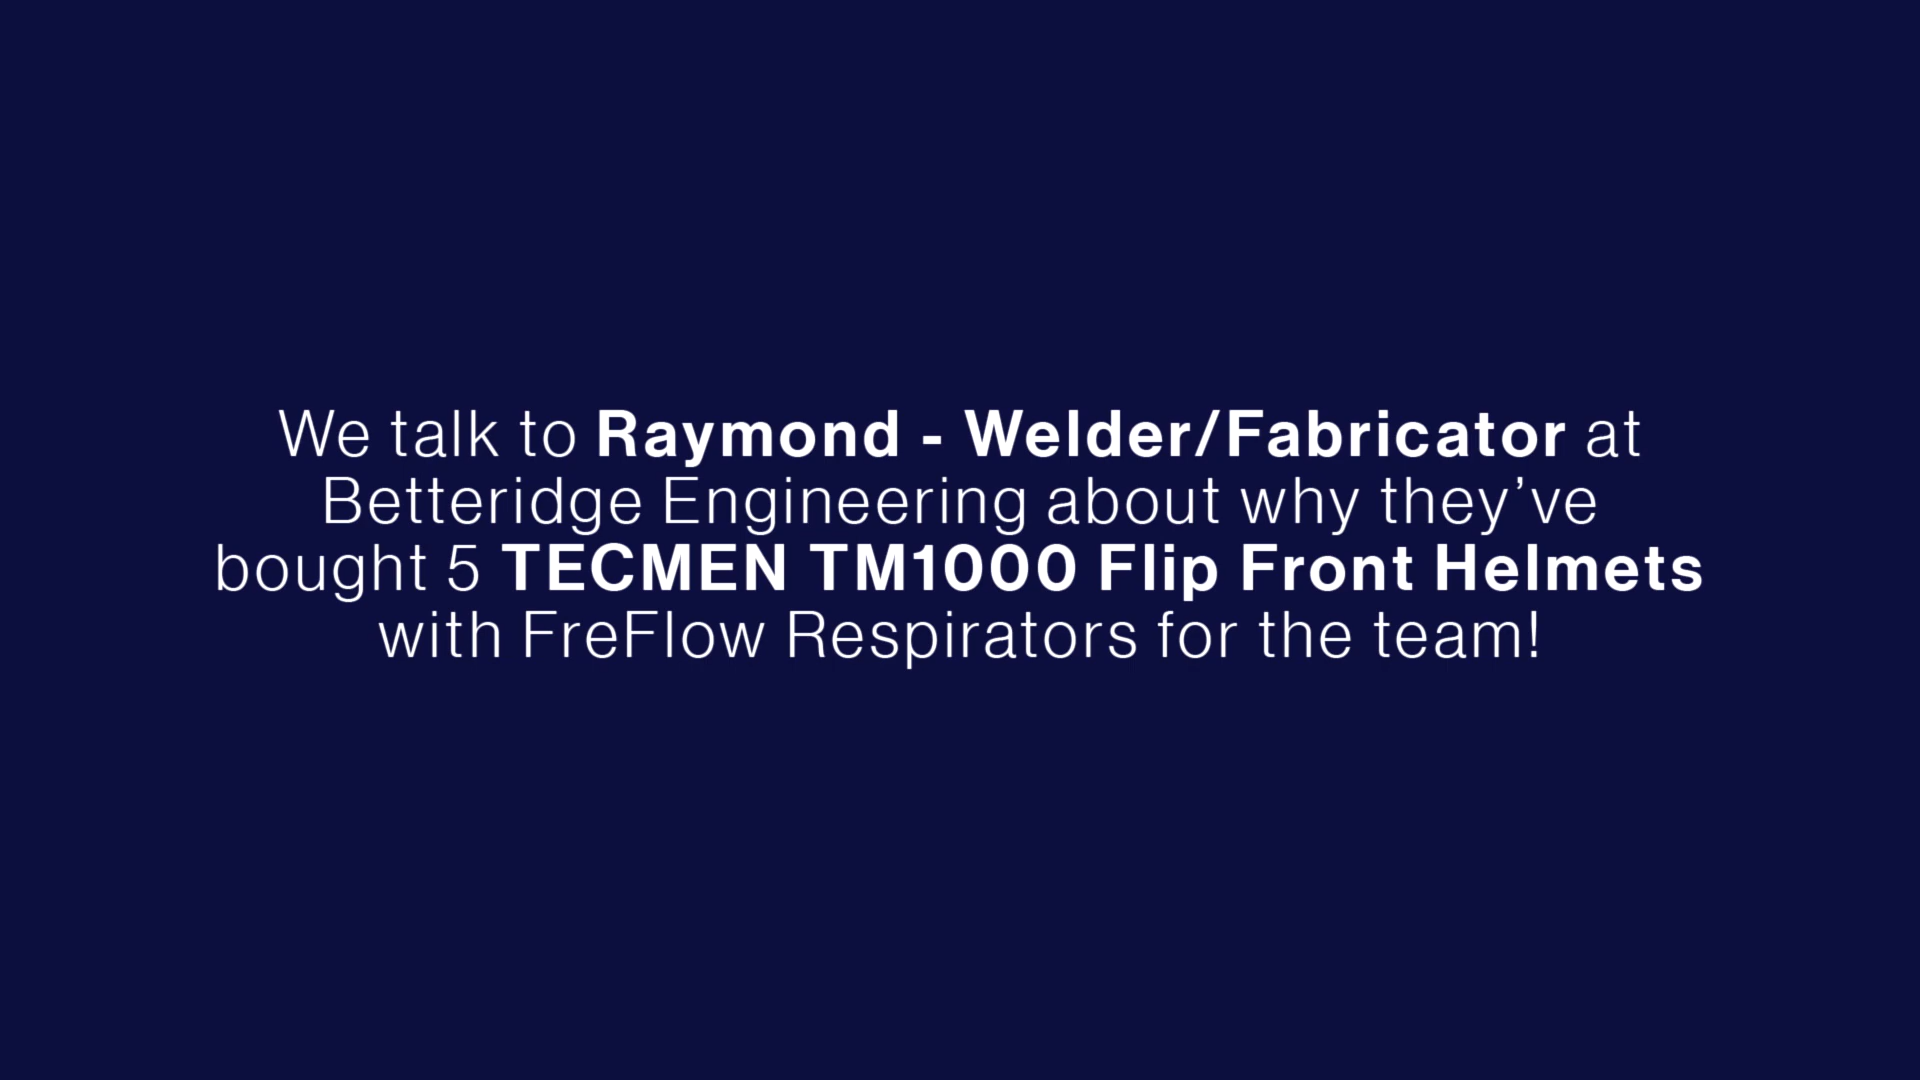 We talk to Raymond - Welder/Fabricator at
Betteridge Engineering about why they’ve
bought 5 TECMEN TM1000 Flip Front Helmets
with FreFlow Respirators for the team!